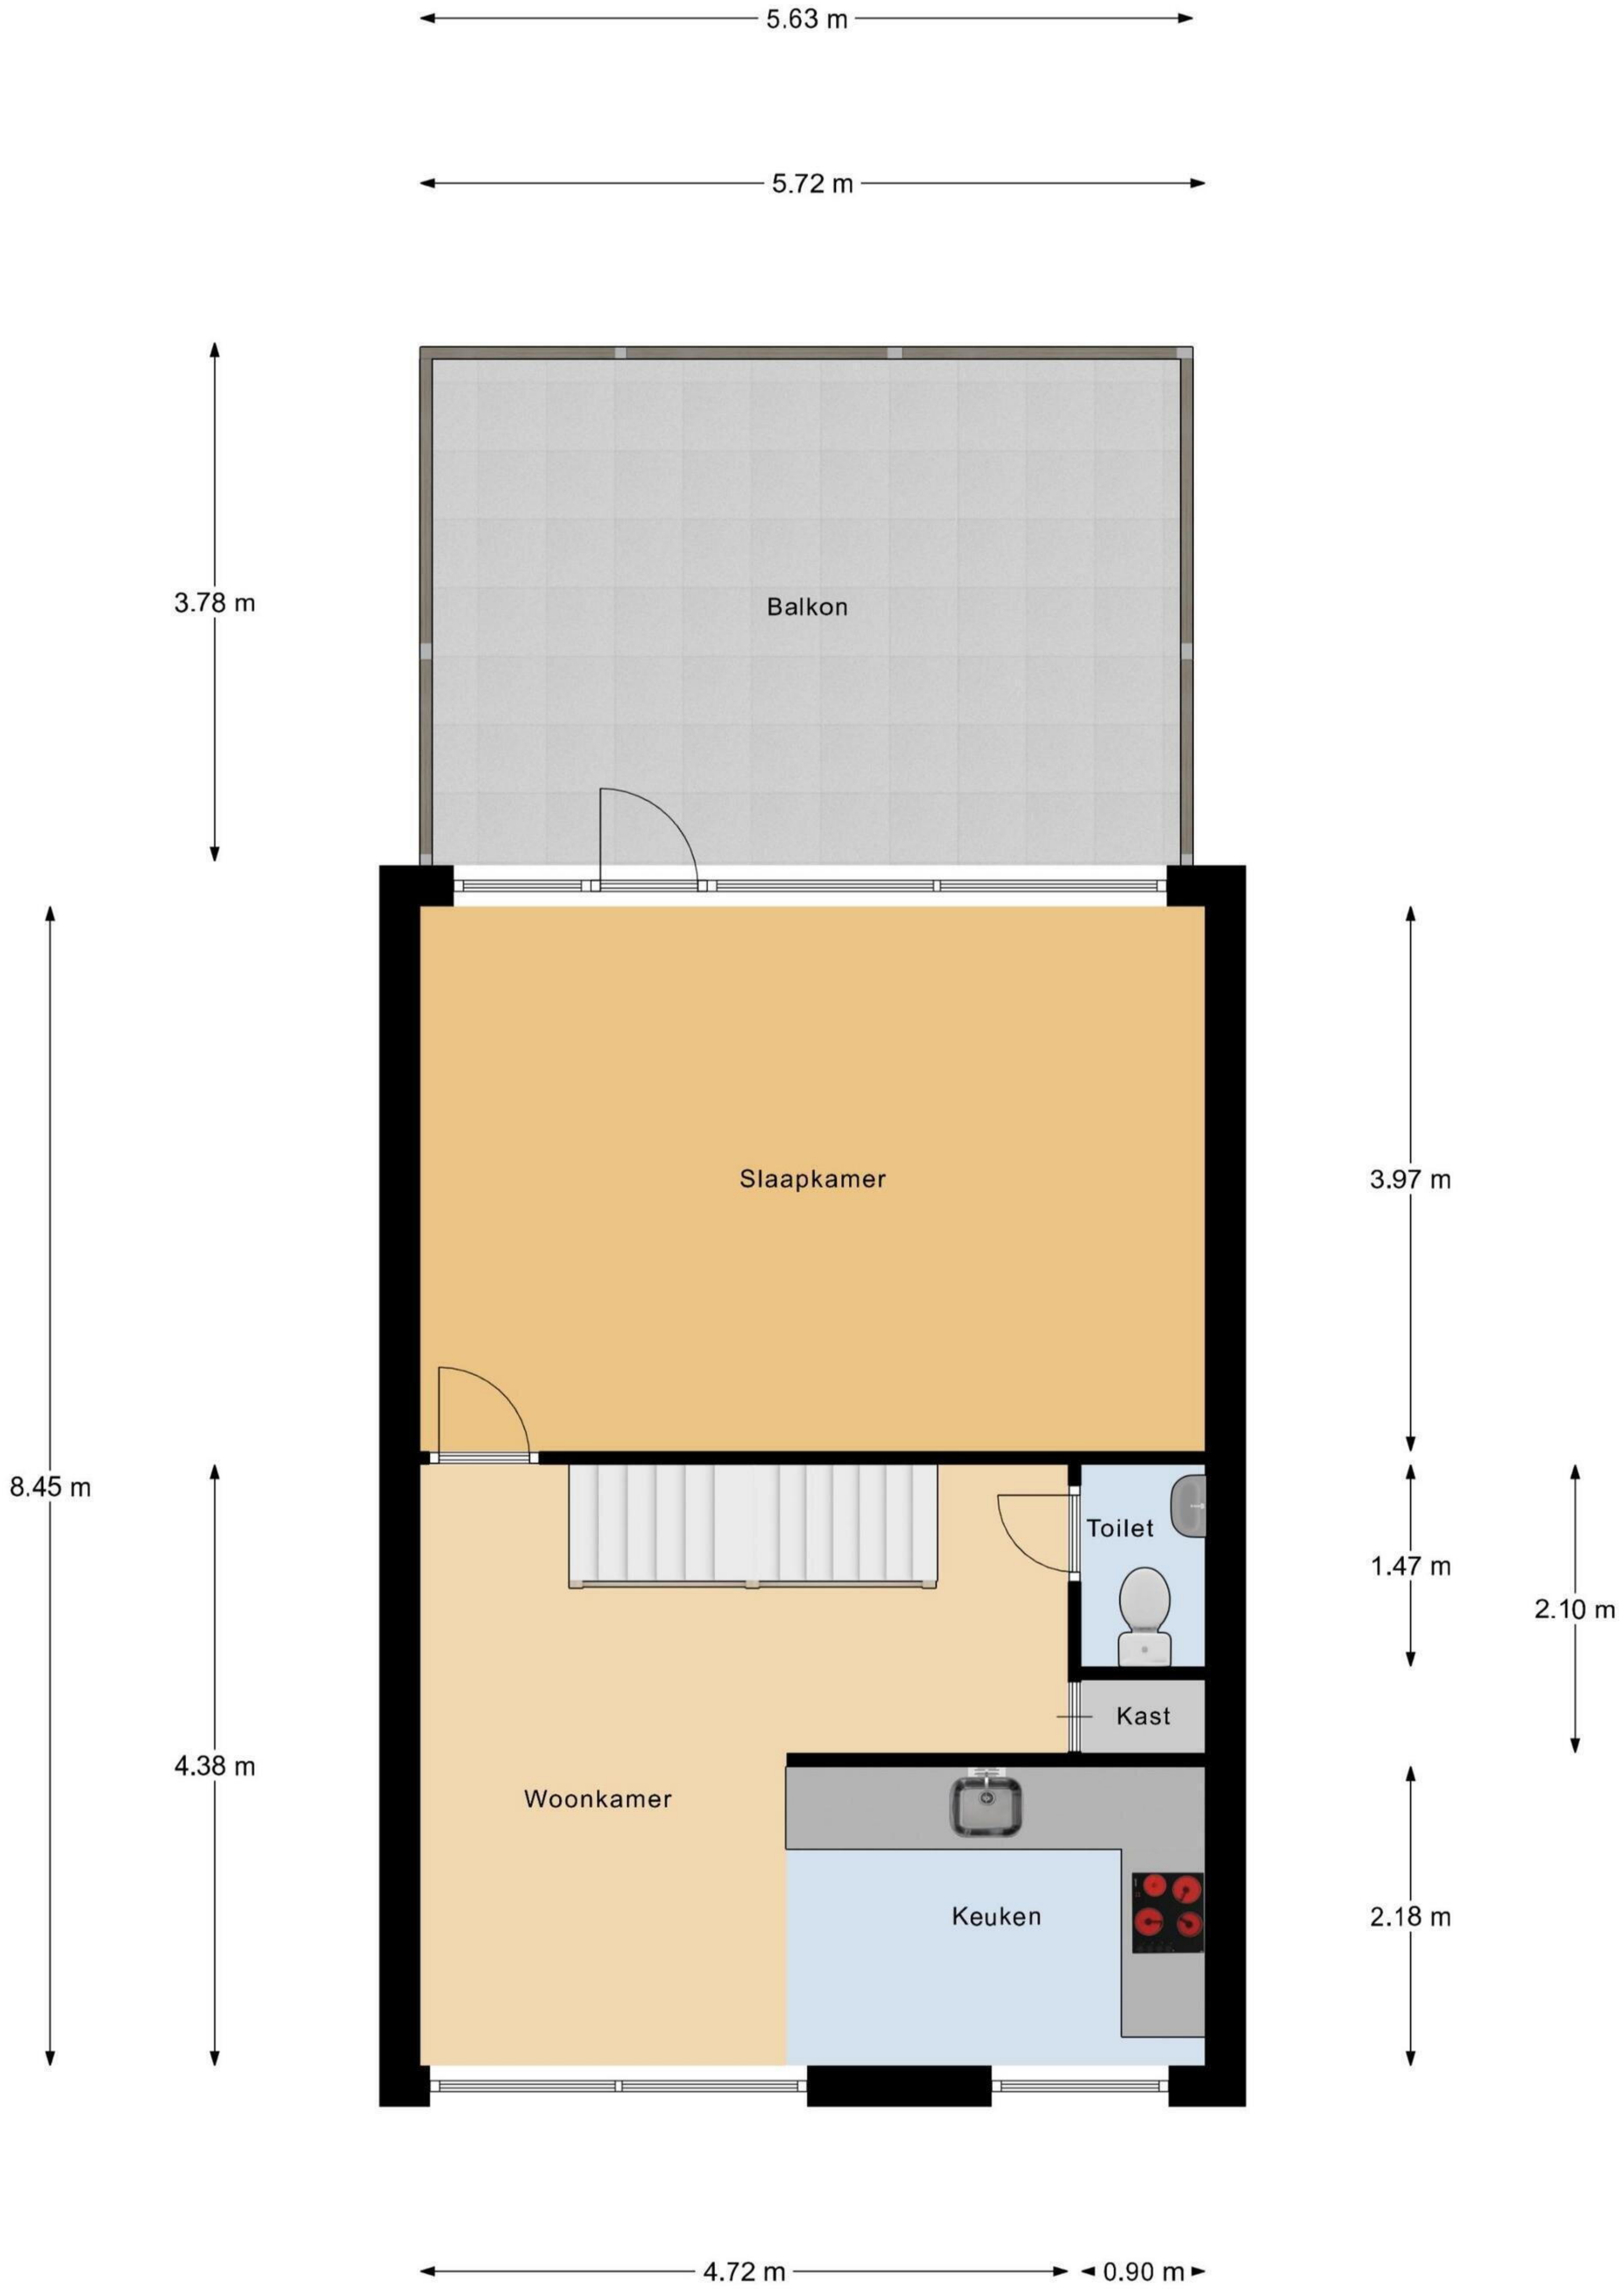 5.63 m
5.72 m
3.78 m
Balkon
Slaapkamer
3.97 m
8.45 m
Toilet
1.47 m
2.10 m
Kast
4.38 m
Woonkamer
Keuken
2.18 m
4.72 m
0.90 m